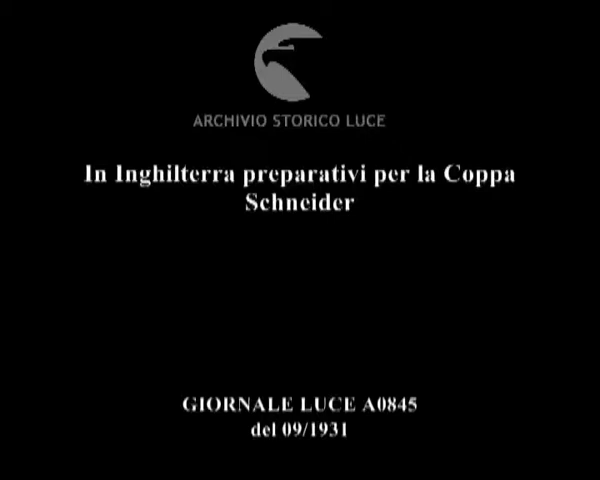 ARCHIVIO STORICO LUCE
In Inghilterra preparativi per la Coppa
Schneider
GIORNALE LUCE A0845
del 09/1931